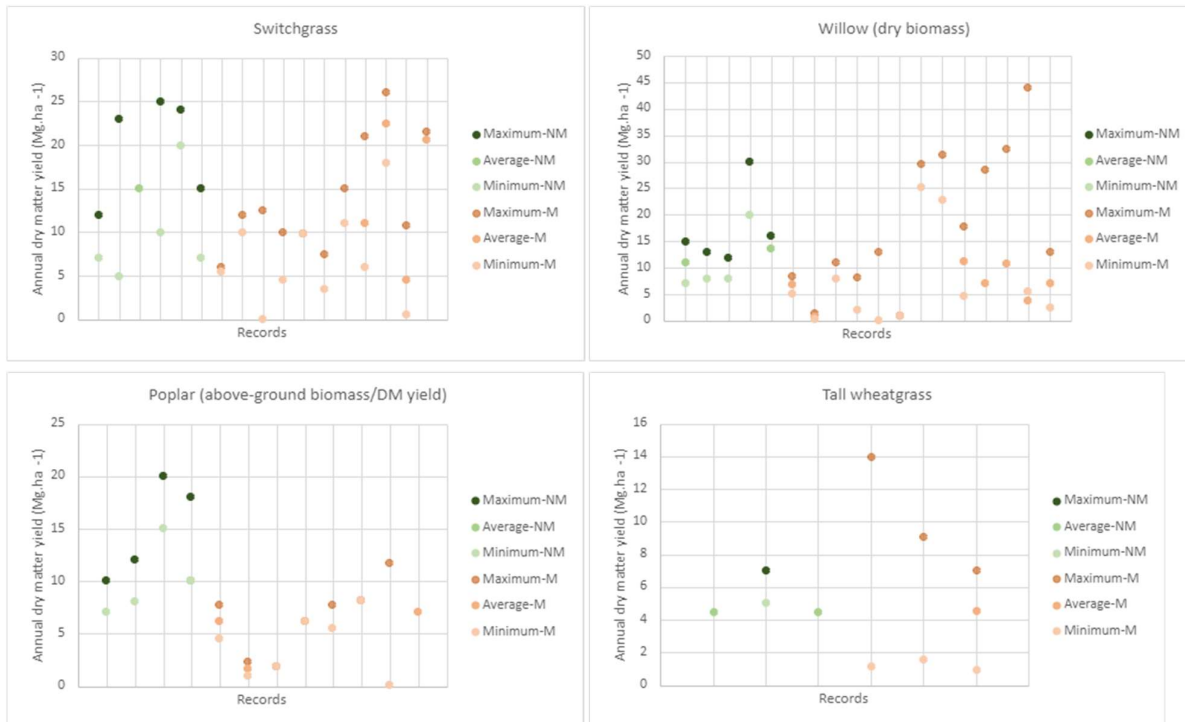 Switchgrass
Annual dry matter yield (Mg.ha -1)
30
25
20
15
10
5
0
Records
Maximum-NM
Average-NM
Minimum-NM
Maximum-M
Average-M
Minimum-M
Willow (dry biomass)
Annual dry matter yield (Mg.ha -1)
50
45
40
35
30
25
20
15
10
5
0
Records
Maximum-NM
Average-NM
Minimum-NM
Maximum-M
Average-M
Minimum-M
Poplar (above-ground biomass/DM yield)
Annual dry matter yield (Mg.ha -1)
25
20
15
10
5
0
Records
Maximum-NM
Average-NM
Minimum-NM
Maximum-M
Average-M
Minimum-M
Tall wheatgrass
Annual dry matter yield (Mg.ha -1)
16
14
12
10
8
6
4
2
0
Records
Maximum-NM
Average-NM
Minimum-NM
Maximum-M
Average-M
Minimum-M